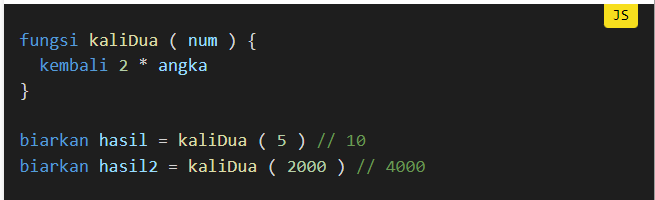 JS
fungsi kaliDua ( num ) {
  kembali 2 * angka
}
biarkan hasil = kaliDua ( 5 ) // 10
biarkan hasil2 = kaliDua ( 2000 ) // 4000